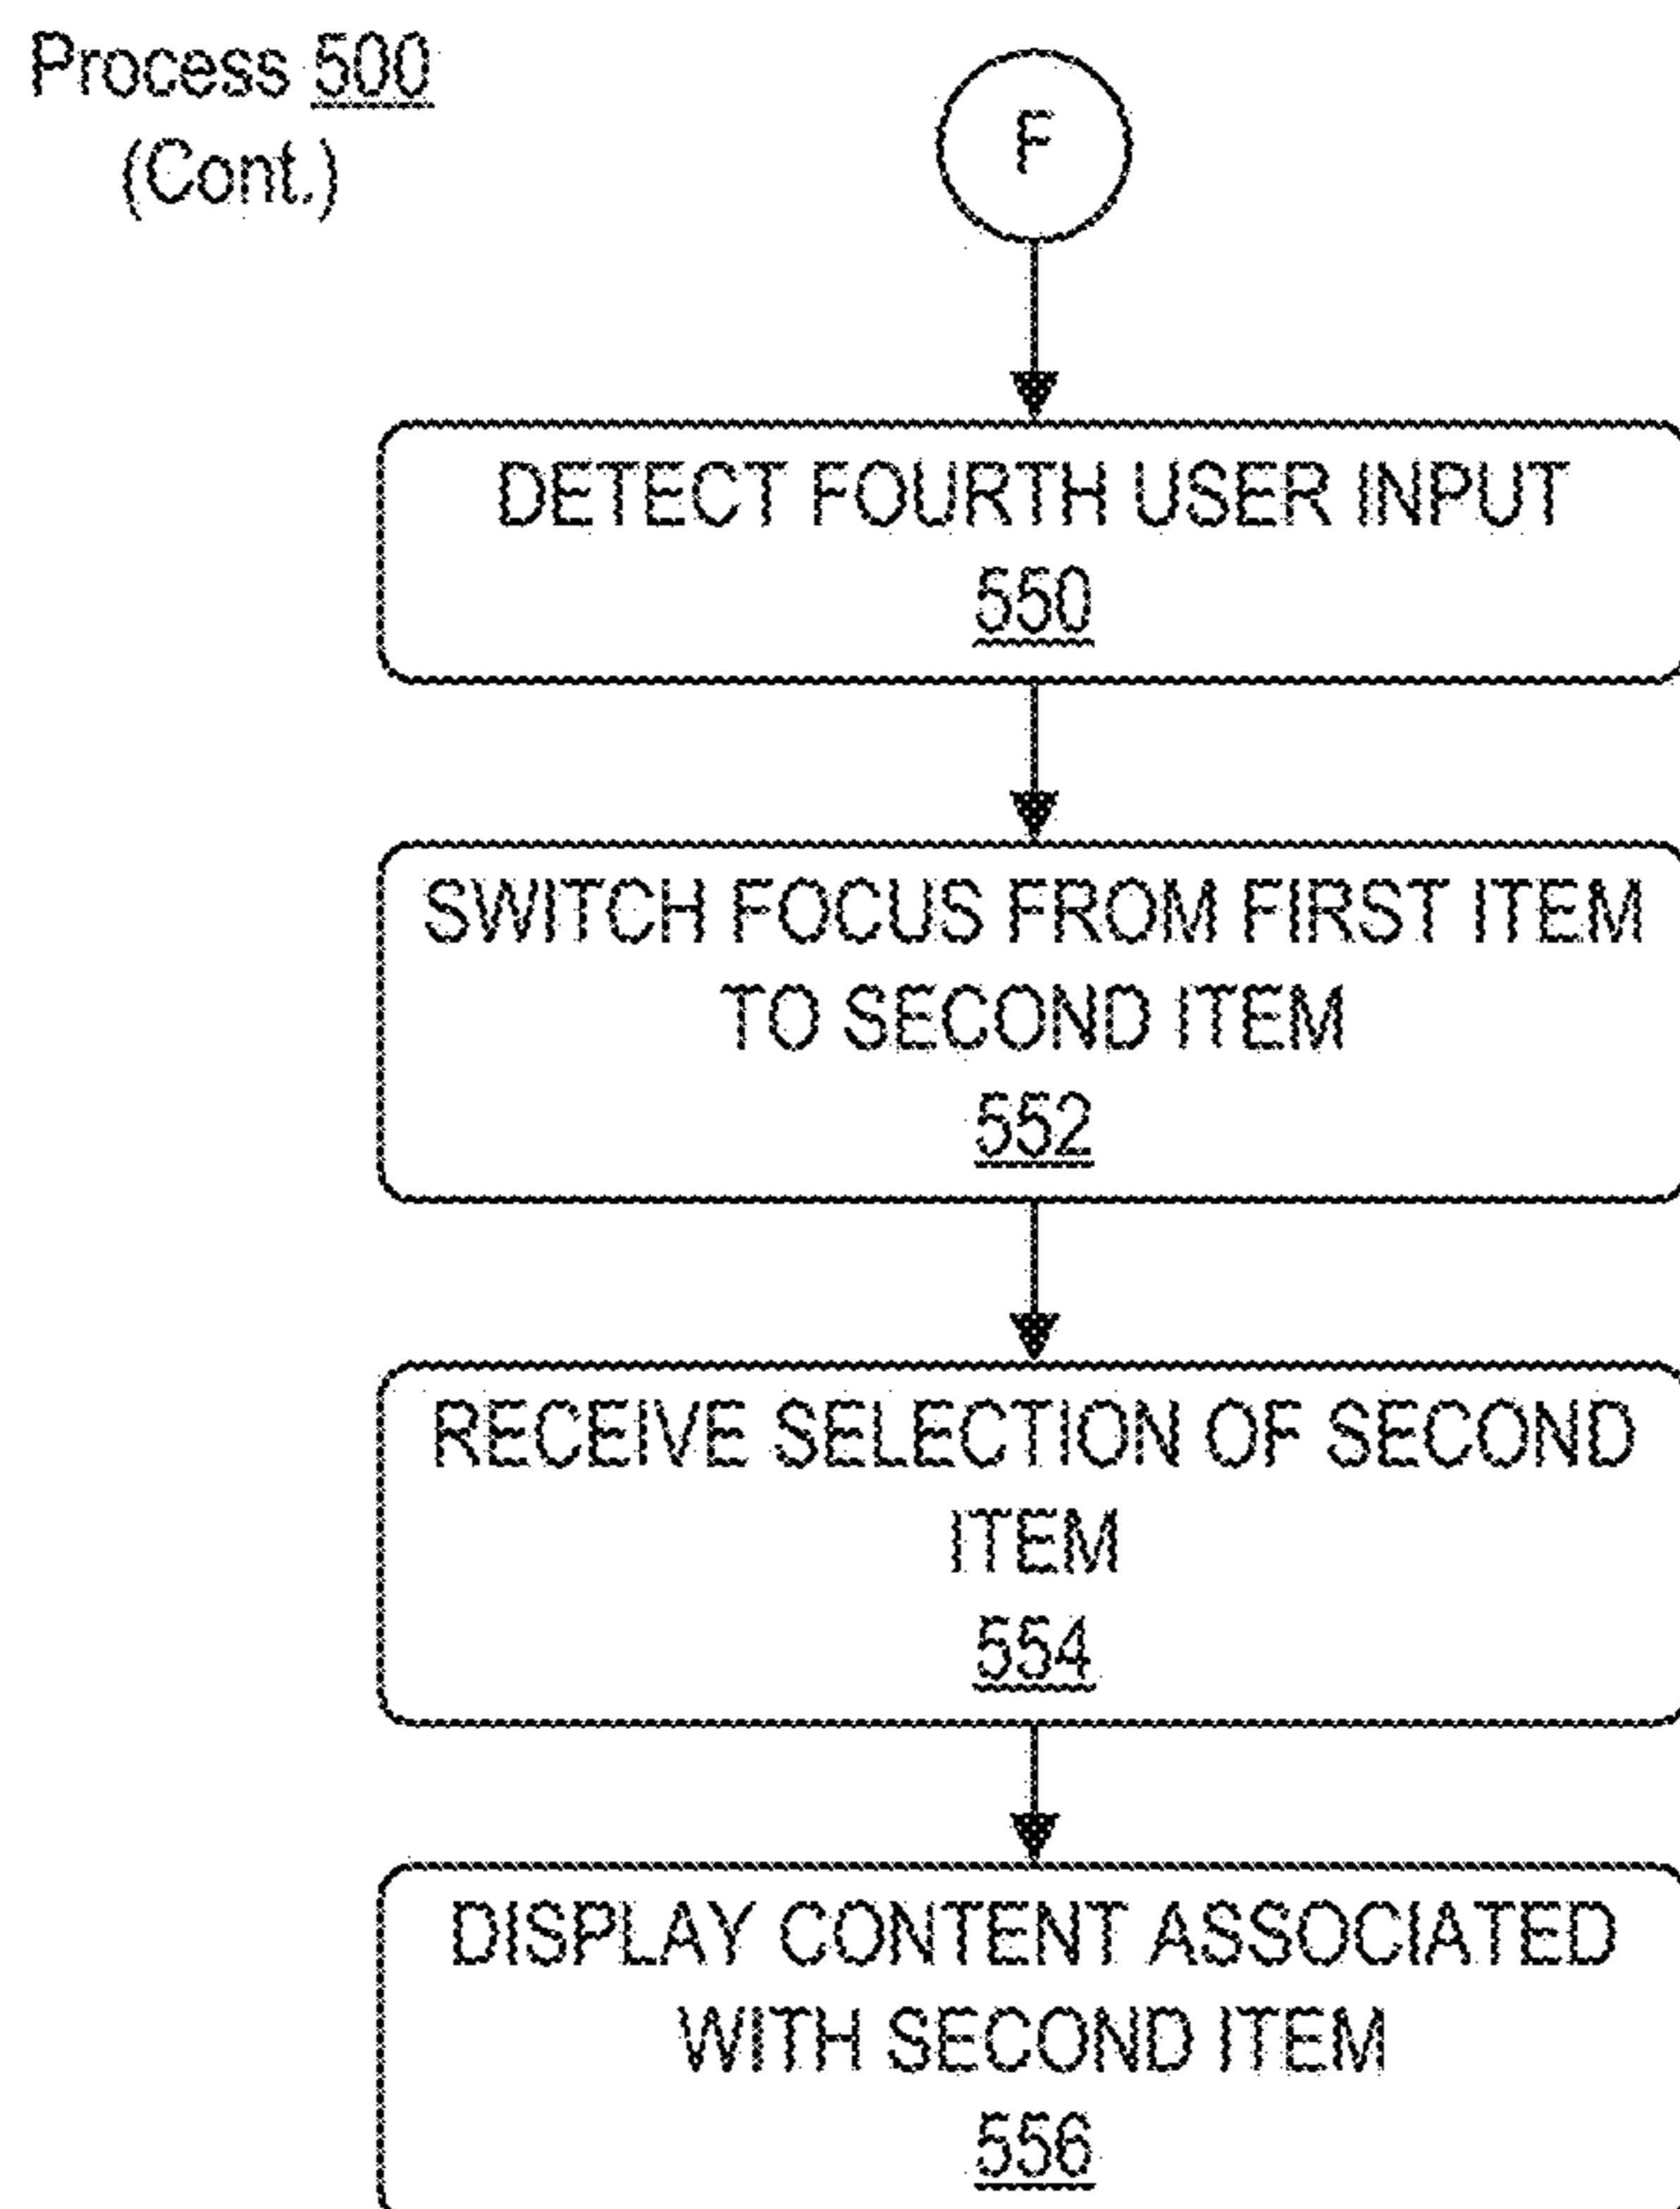 Process 500
(Cont.)
F
DETECT FOURTH USER INPUT
550
SWITCH FOCUS FROM FIRST ITEM
TO SECOND ITEM
552
RECEIVE SELECTION OF SECOND
ITEM
554
DISPLAY CONTENT ASSOCIATED
WITH SECOND ITEM
556